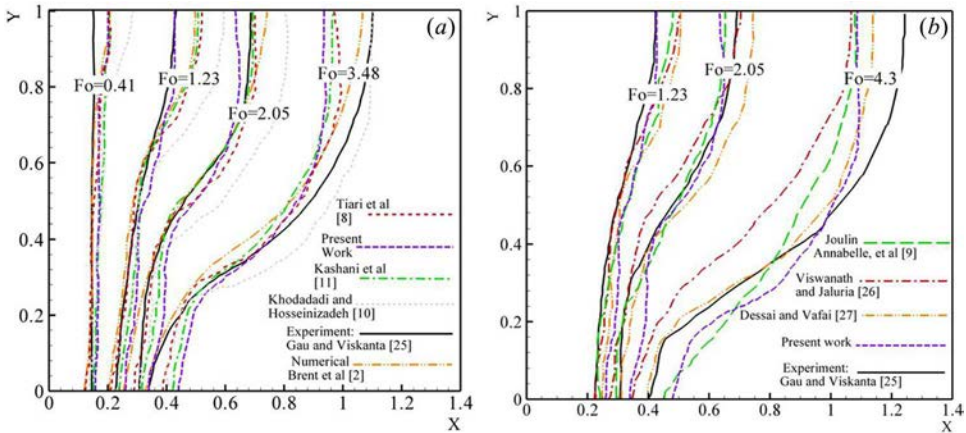 Y
1
0.8
0.6
0.4
0.2
0
0
0.2
0.4
0.6
0.8
1
1.2
1.4
X
(a)
Fo=0.41
Fo=1.23
Fo=2.05
Fo=3.48
Tiari et al
[8]
Present
Work
Kashani et al
[11]
Khodadadi and
Hosseinizadeh [10]
Experiment:
Gau and Viskanta [25]
Numerical
Brent et al [2]
Y
1
0.8
0.6
0.4
0.2
0
0
0.2
0.4
0.6
0.8
1
1.2
1.4
X
(b)
Fo=1.23
Fo=2.05
Fo=4.3
Joulin
Annabelle, et al [9]
Viswanath
and Jaluria [26]
Dessai and Vafai [27]
Present work
Experiment:
Gau and Viskanta [25]